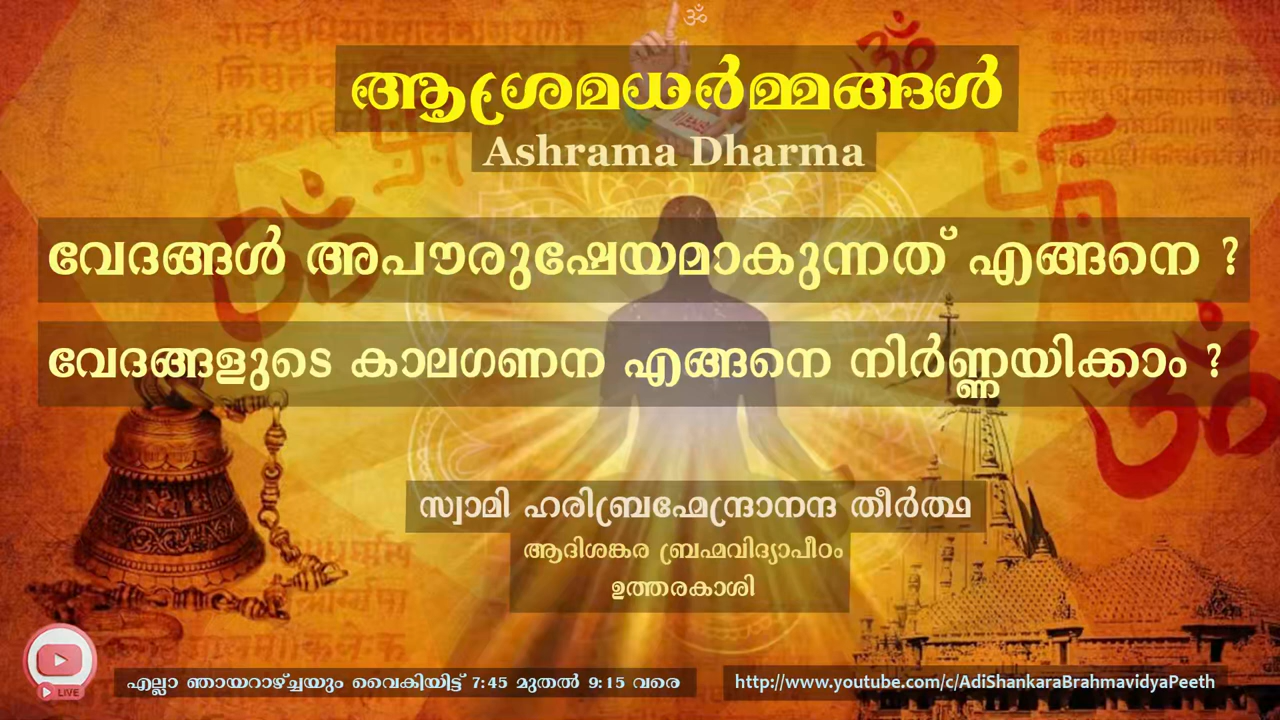 ॐ
ആശ്രമധർമ്മങ്ങൾ
Ashrama Dharma
വേദങ്ങൾ അപൗരുഷേയമാകുന്നത് എങ്ങനെ ?
വേദങ്ങളുടെ കാലഗണന എങ്ങനെ നിർണ്ണയിക്കാം ?
സ്വാമി ഹരിബ്രഹ്മേന്ദ്രാനന്ദ തീർത്ഥ
ആദിശങ്കര ബ്രഹ്മവിദ്യാപീഠം
ഉത്തരകാശി
LIVE
എല്ലാ ഞായറാഴ്ച്ചയും വൈകിയിട്ട് 7:45 മുതൽ 9:15 വരെ
http://www.youtube.com/c/AdiShankaraBrahmavidyaPeeth